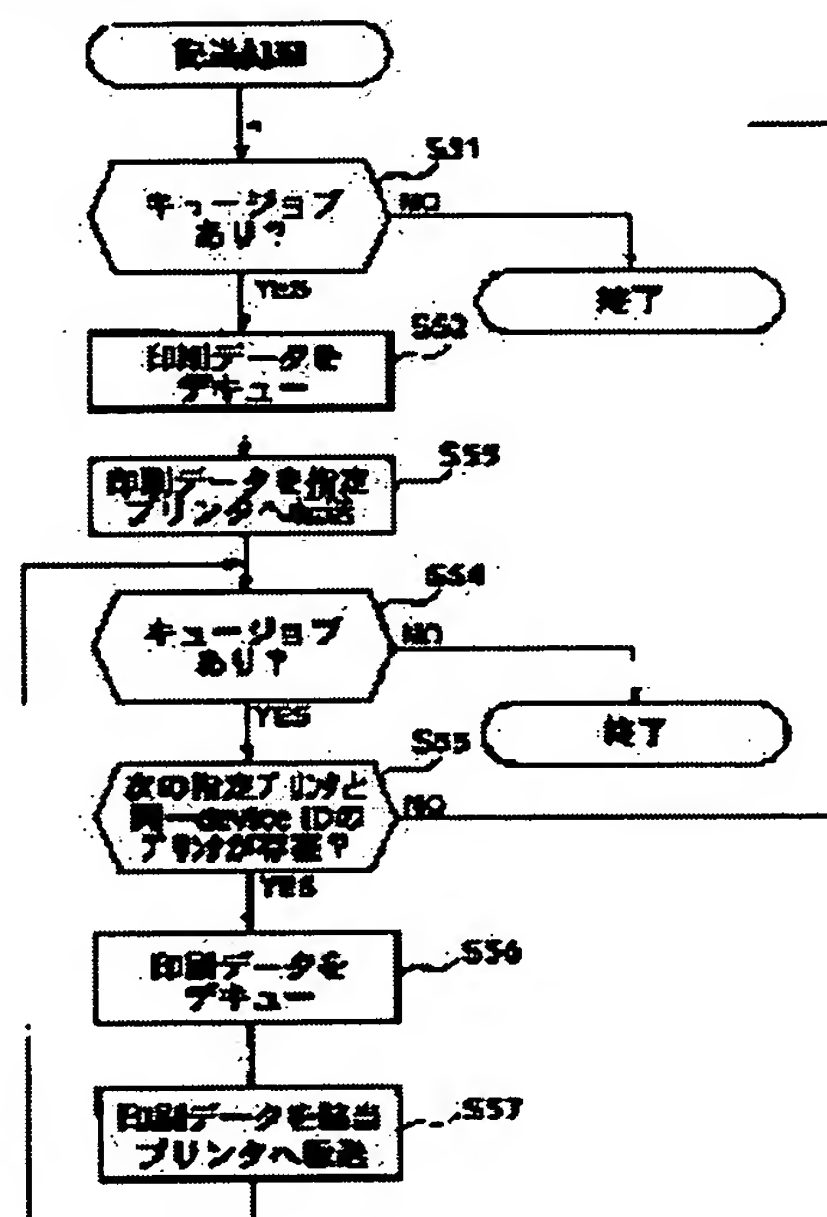 S51
キュージョブ
あり？
NO
YES
終了
S52
印刷データを
デキュー
S53
印刷データを指定
プリンタへ
S54
キュージョブ
あり？
NO
YES
終了
S55
次の指定プリンタと
同一device IDの
プリンタが存在？
NO
YES
S56
印刷データを
デキュー
S57
印刷データを該当
プリンタへ